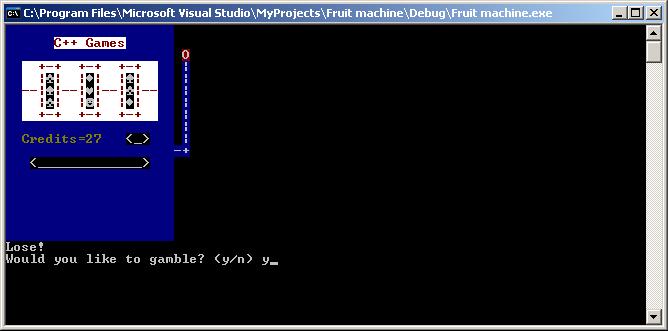 C:\Program Files\Microsoft Visual Studio\MyProjects\Fruit machine\Debug\Fruit machine.exe
C++ Games
Credits=27 <_>
<_____________>
Lose!
Would you like to gamble? (y/n) y_